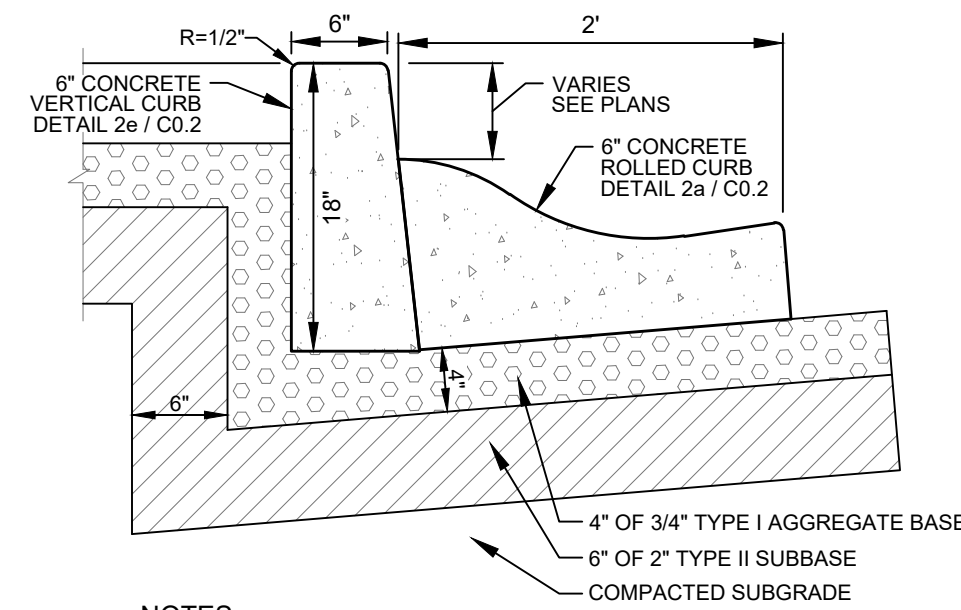 6"
2'
R=1/2"
6" CONCRETE
VERTICAL CURB
DETAIL 2e / C0.2
VARIES
SEE PLANS
6" CONCRETE
ROLLED CURB
DETAIL 2a / C0.2
18"
4"
6"
4" OF 3/4" TYPE I AGGREGATE BASE
6" OF 2" TYPE II SUBBASE
COMPACTED SUBGRADE
NOTES